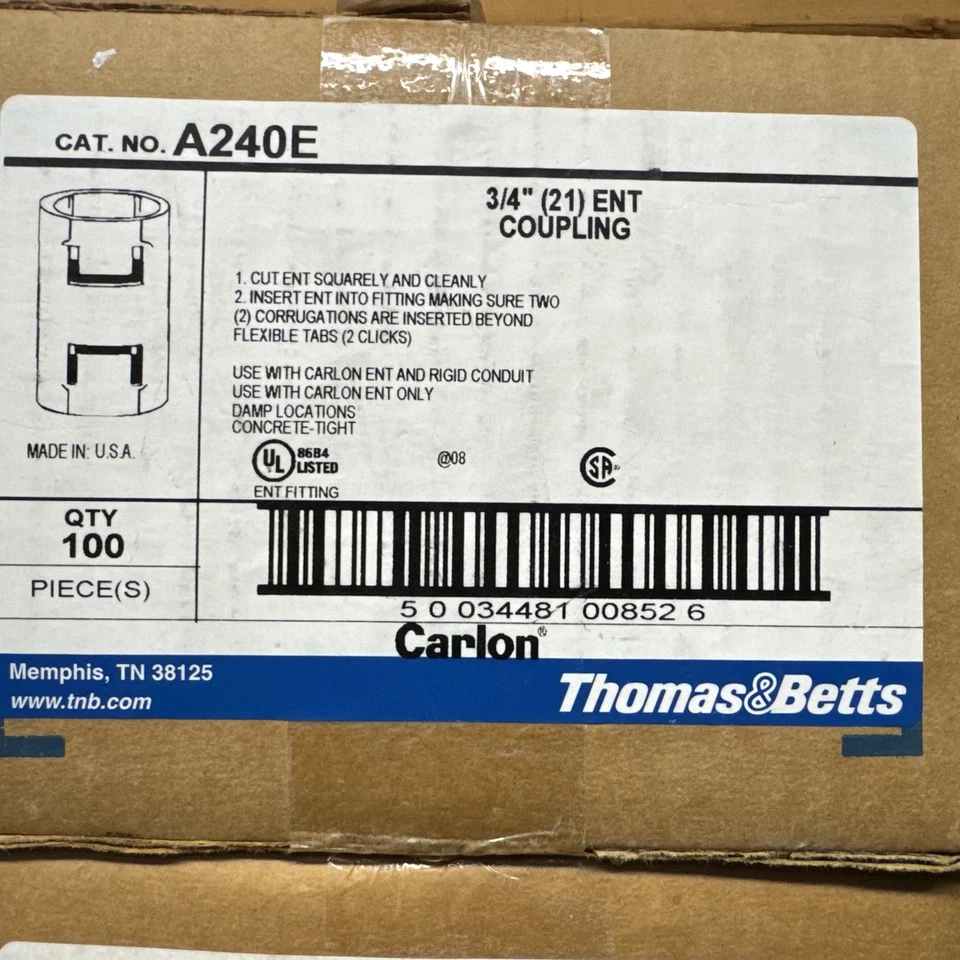 CAT. NO. A240E
3/4" (21) ENT
COUPLING
1. CUT ENT SQUARELY AND CLEANLY
2. INSERT ENT INTO FITTING MAKING SURE TWO
(2) CORRUGATIONS ARE INSERTED BEYOND
FLEXIBLE TABS (2 CLICKS)
USE WITH CARLON ENT AND RIGID CONDUIT
USE WITH CARLON ENT ONLY
DAMP LOCATIONS
CONCRETE-TIGHT
MADE IN: U.S.A.
UL 86B4
LISTED
ENT FITTING
@08
SA
QTY
100
PIECE(S)
5 0 034481 00852 6
Carlon®
Memphis, TN 38125
www.tnb.com
Thomas&Betts